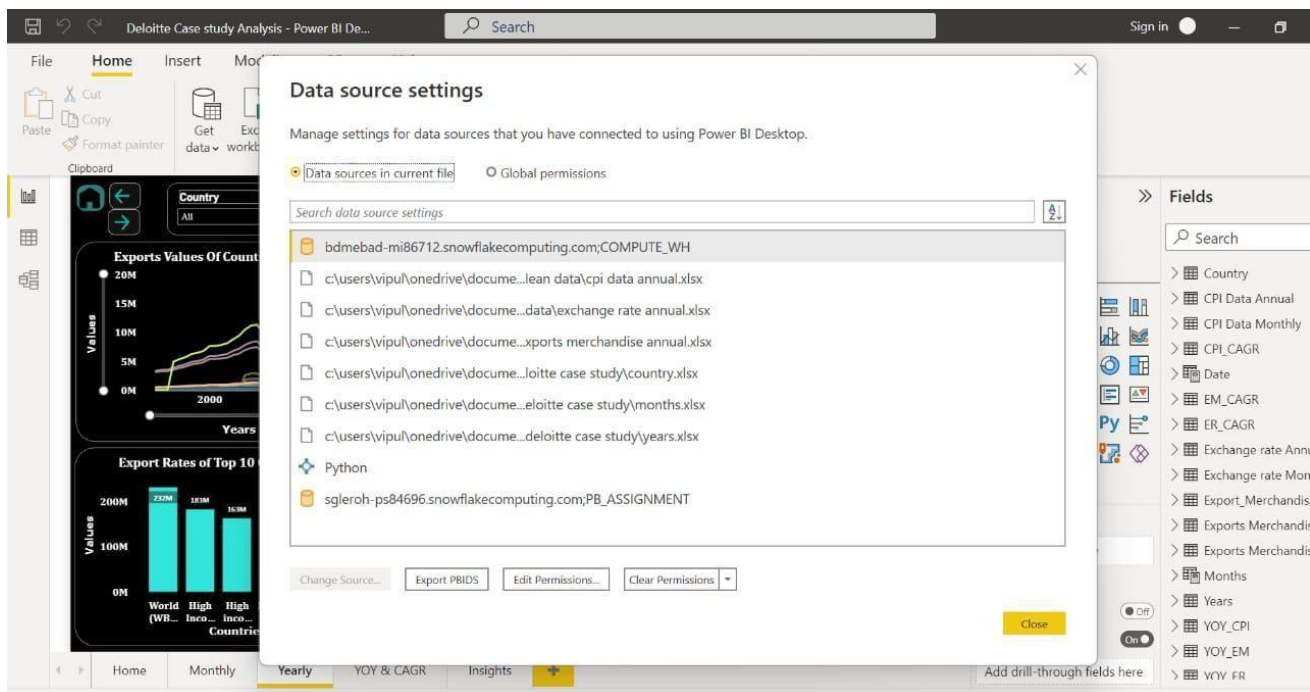 Deloitte Case study Analysis - Power BI De...
Search
Sign in
File Home Insert
Cut
Copy
Format painter
Paste
Get data
Clipboard
Data source settings
Manage settings for data sources that you have connected to using Power BI Desktop.
Data sources in current file
Global permissions
Search data source settings
bdmebad-mi86712.snowflakecomputing.com;COMPUTE_WH
c:\users\vipul\onedrive\docume...lean data\cpi data annual.xlsx
c:\users\vipul\onedrive\docume...data\exchange rate annual.xlsx
c:\users\vipul\onedrive\docume...xports merchandise annual.xlsx
c:\users\vipul\onedrive\docume...loitte case study\country.xlsx
c:\users\vipul\onedrive\docume...eloitte case study\months.xlsx
c:\users\vipul\onedrive\docume...deloitte case study\years.xlsx
Python
sgleroh-ps84696.snowflakecomputing.com;PB_ASSIGNMENT
Change Source...
Export PBIDS
Edit Permissions...
Clear Permissions
Close
Country
All
Exports Values Of Count
20M
15M
10M
5M
0M
Values
2000
Years
Export Rates of Top 10
200M
100M
0M
Values
232M
183M
163M
World (WB...
High Inco...
High inco...
Countrie
Fields
Search
Country
CPI Data Annual
CPI Data Monthly
CPI_CAGR
Date
EM_CAGR
ER_CAGR
Exchange rate Annu
Exchange rate Mon
Export_Merchandis
Exports Merchandis
Exports Merchandis
Months
Years
YOY_CPI
YOY_EM
YOY_ER
Py
Off
On
Add drill-through fields here
Home
Monthly
Yearly
YOY & CAGR
Insights